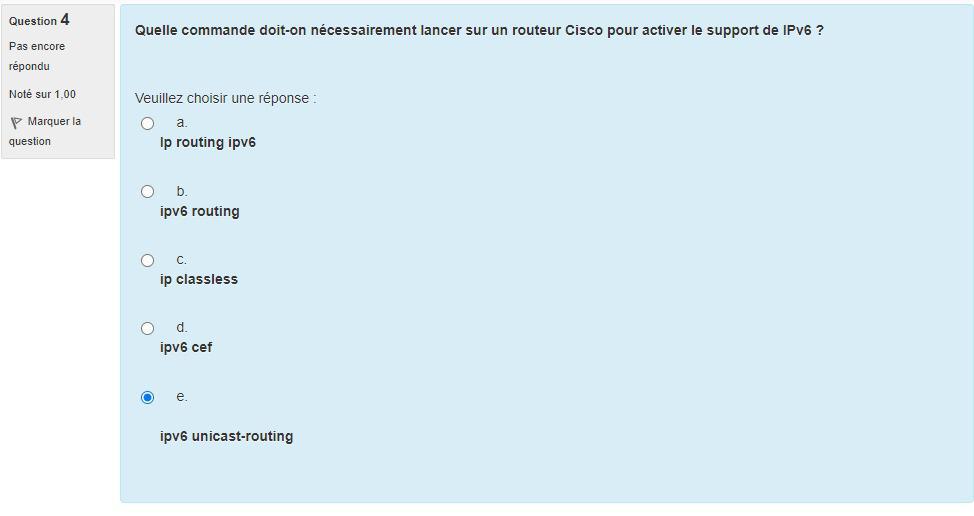 Question 4
Pas encore
répondu
Noté sur 1,00
Marquer la
question
Quelle commande doit-on nécessairement lancer sur un routeur Cisco pour activer le support de IPv6 ?
Veuillez choisir une réponse :
a.
Ip routing ipv6
b.
ipv6 routing
c.
ip classless
d.
ipv6 cef
e.
ipv6 unicast-routing